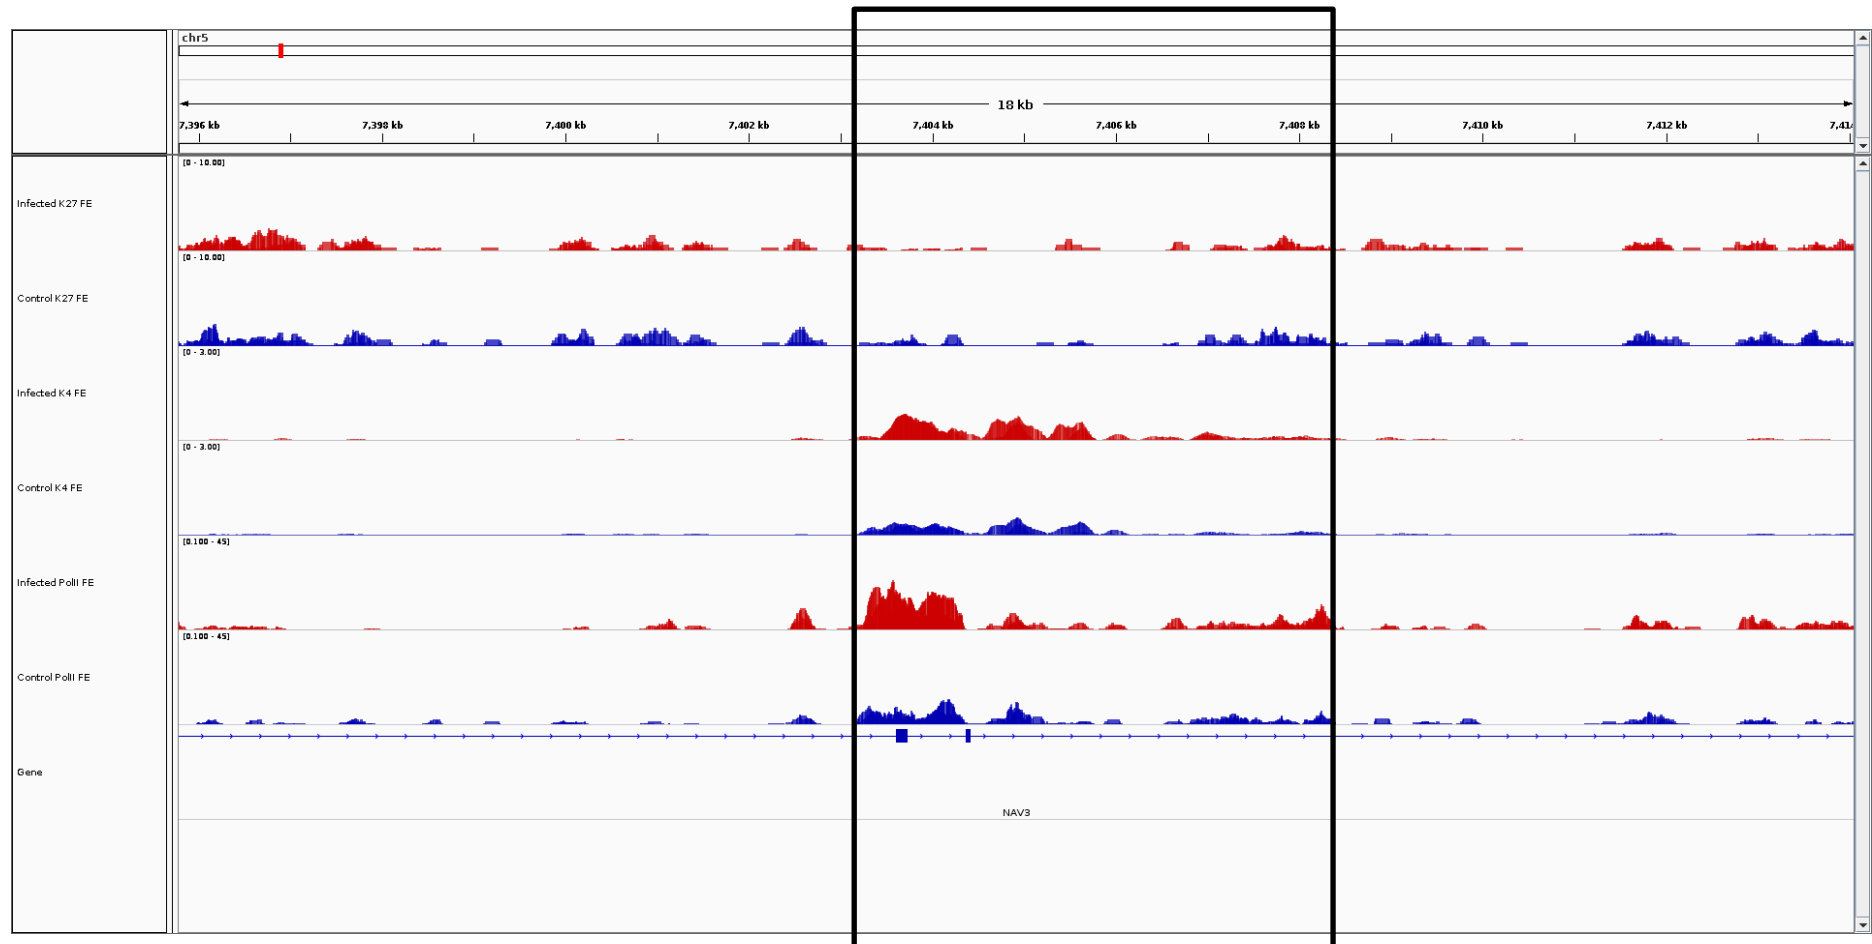 chr5
18 kb
7,396 kb 7,398 kb 7,400 kb 7,402 kb 7,404 kb 7,406 kb 7,408 kb 7,410 kb 7,412 kb 7,414
[0 - 10.00]
Infected K27 FE
[0 - 10.00]
Control K27 FE
[0 - 3.00]
Infected K4 FE
[0 - 3.00]
Control K4 FE
[0.100 - 45]
Infected PolII FE
[0.100 - 45]
Control PolII FE
Gene
NAV3